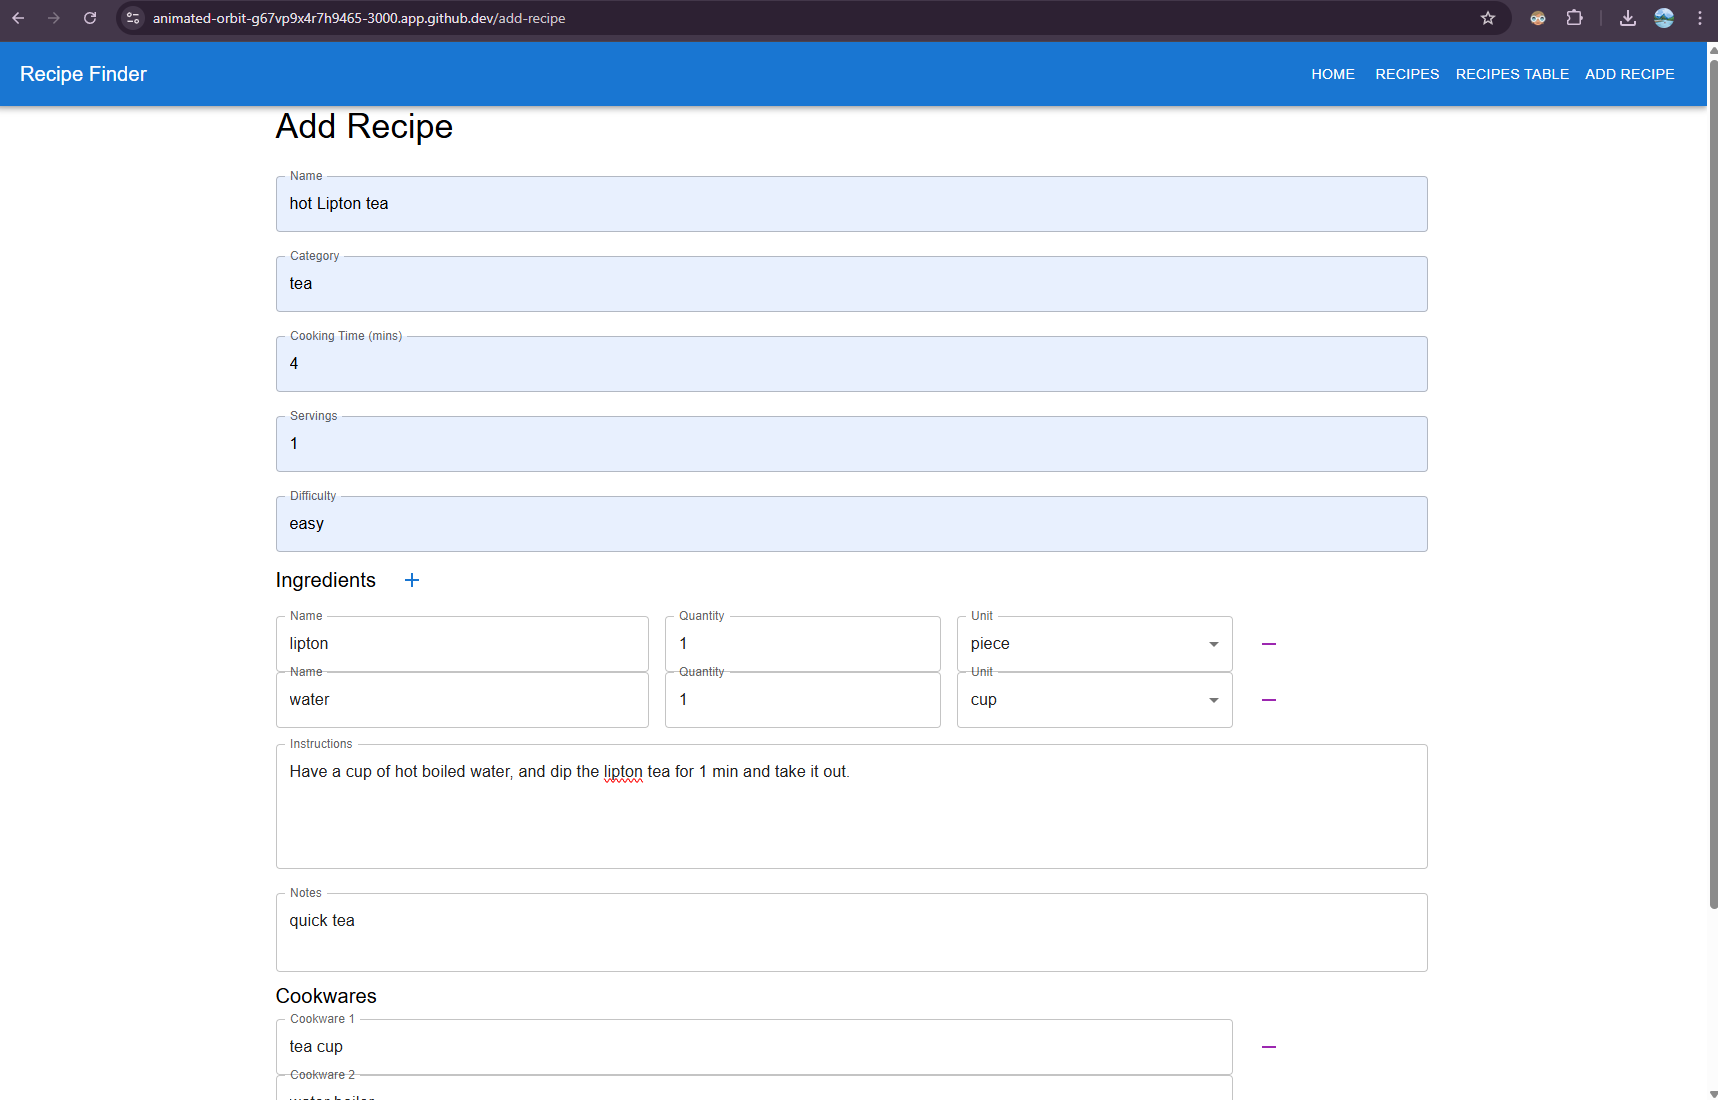 animated-orbit-g67vp9x4r7h9465-3000.app.github.dev/add-recipe
Recipe Finder HOME RECIPES RECIPES TABLE ADD RECIPE
Add Recipe
Name
hot Lipton tea
Category
tea
Cooking Time (mins)
4
Servings
1
Difficulty
easy
Ingredients +
Name Quantity Unit
lipton 1 piece
Name Quantity Unit
water 1 cup
Instructions
Have a cup of hot boiled water, and dip the lipton tea for 1 min and take it out.
Notes
quick tea
Cookwares
Cookware 1
tea cup
Cookware 2
water boiler